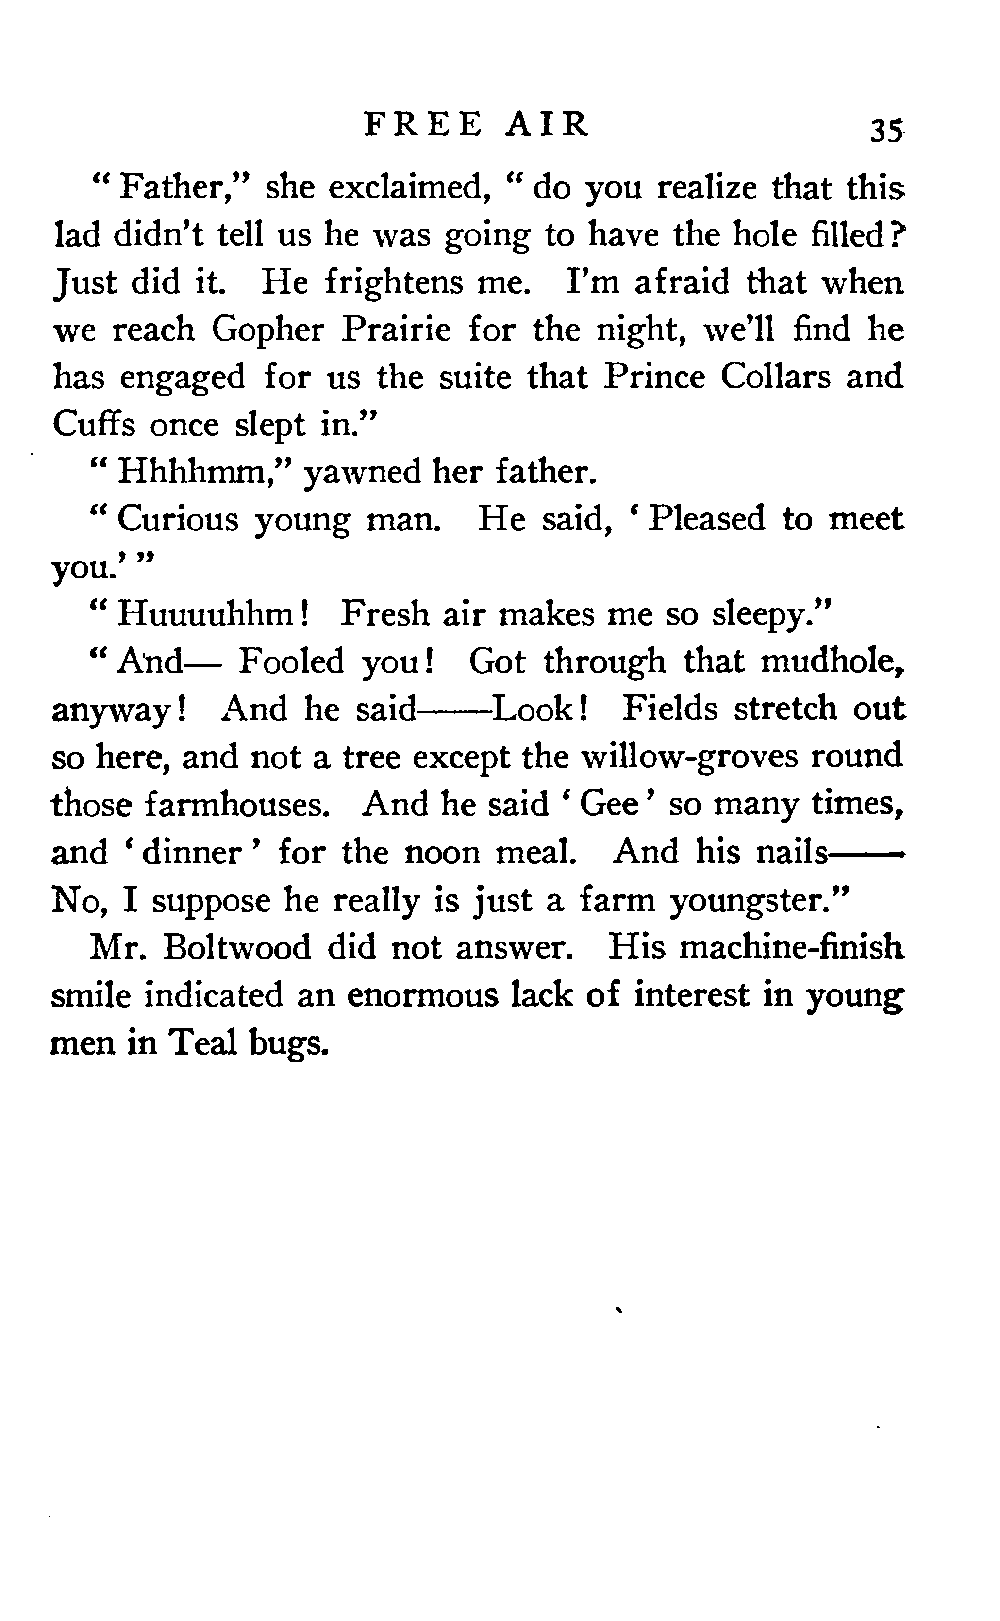 FREE AIR 35
“ Father,” she exclaimed, “ do you realize that this
lad didn't tell us he was going to have the hole filled?
Just did it. He frightens me. I'm afraid that when
we reach Gopher Prairie for the night, we'll find he
has engaged for us the suite that Prince Collars and
Cuffs once slept in.”
“ Hhhhmm,” yawned her father.
“ Curious young man. He said, ‘ Pleased to meet
you.’ ”
“ Huuuuhhm! Fresh air makes me so sleepy.”
“ And— Fooled you! Got through that mudhole,
anyway! And he said——Look! Fields stretch out
so here, and not a tree except the willow-groves round
those farmhouses. And he said ‘ Gee ’ so many times,
and ‘ dinner ’ for the noon meal. And his nails——
No, I suppose he really is just a farm youngster.”
Mr. Boltwood did not answer. His machine-finish
smile indicated an enormous lack of interest in young
men in Teal bugs.